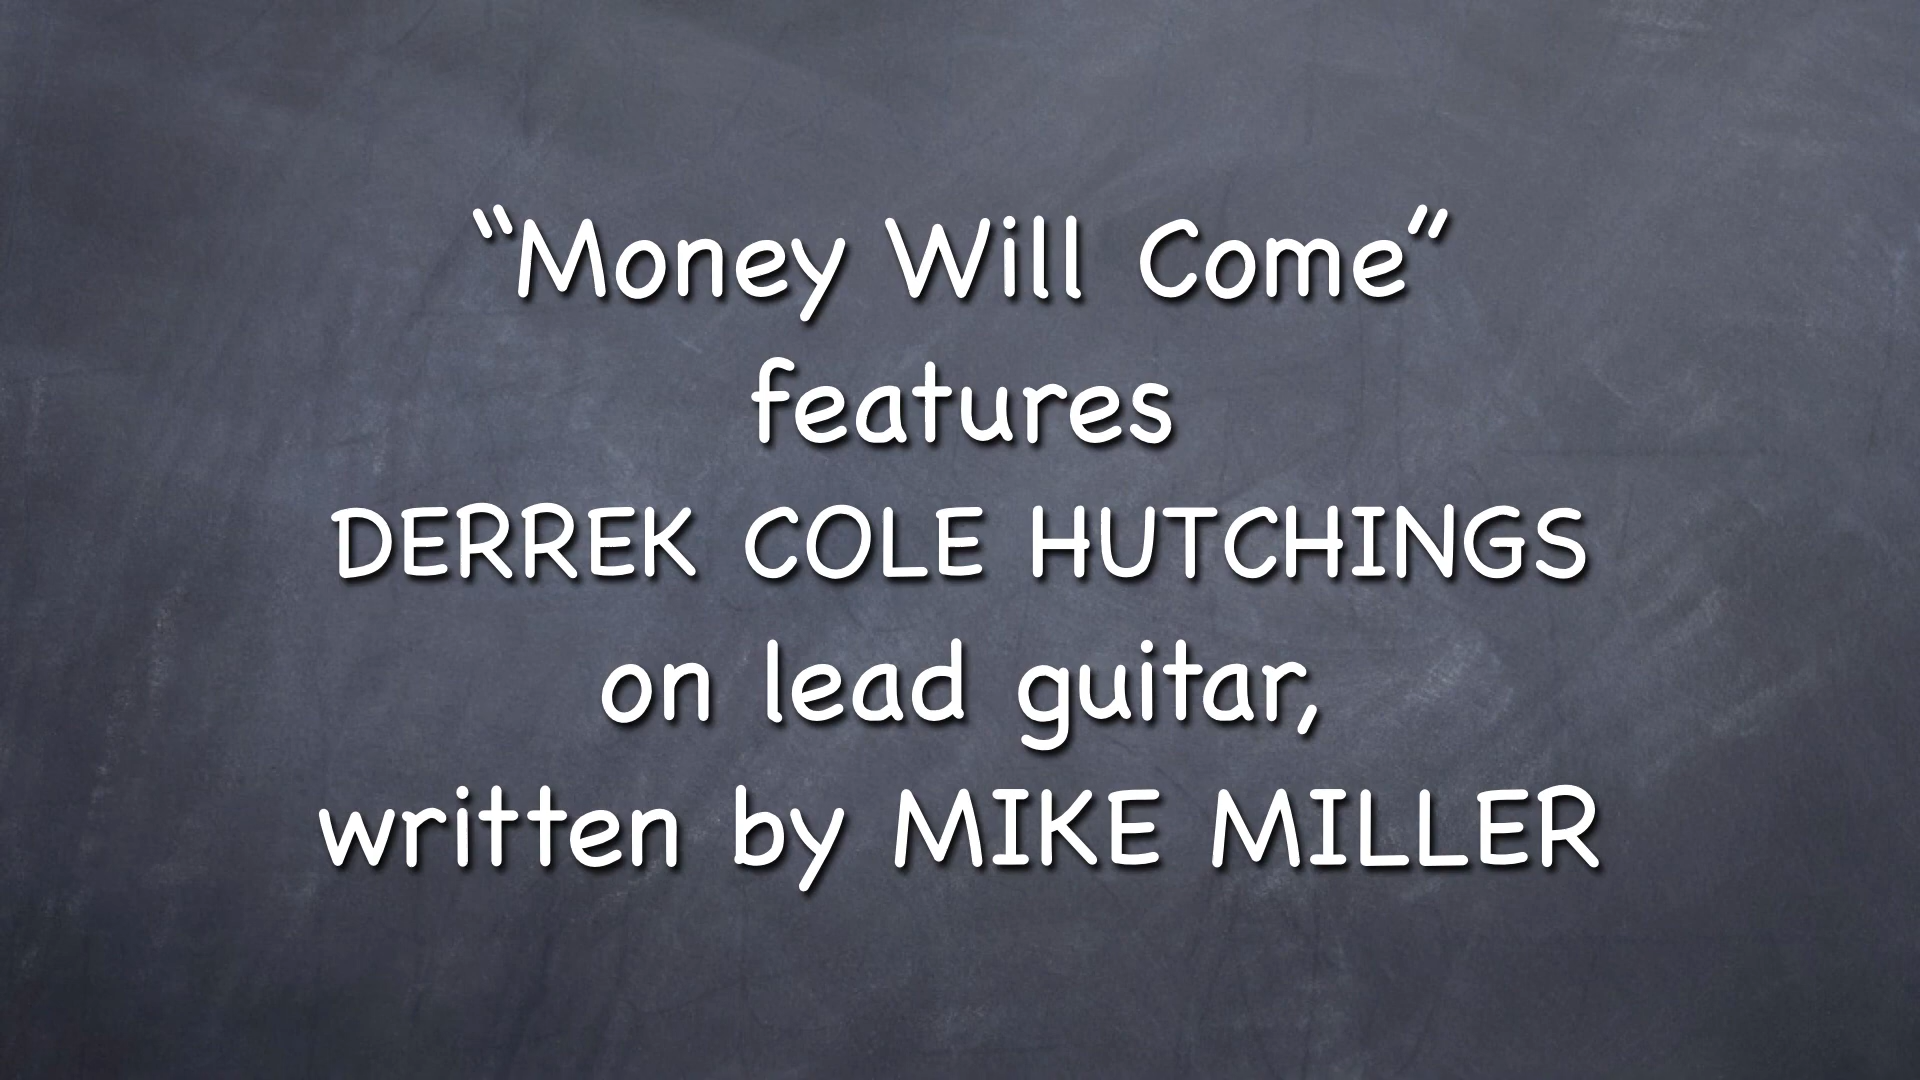 “Money Will Come”
features
DERREK COLE HUTCHINGS
on lead guitar,
written by MIKE MILLER